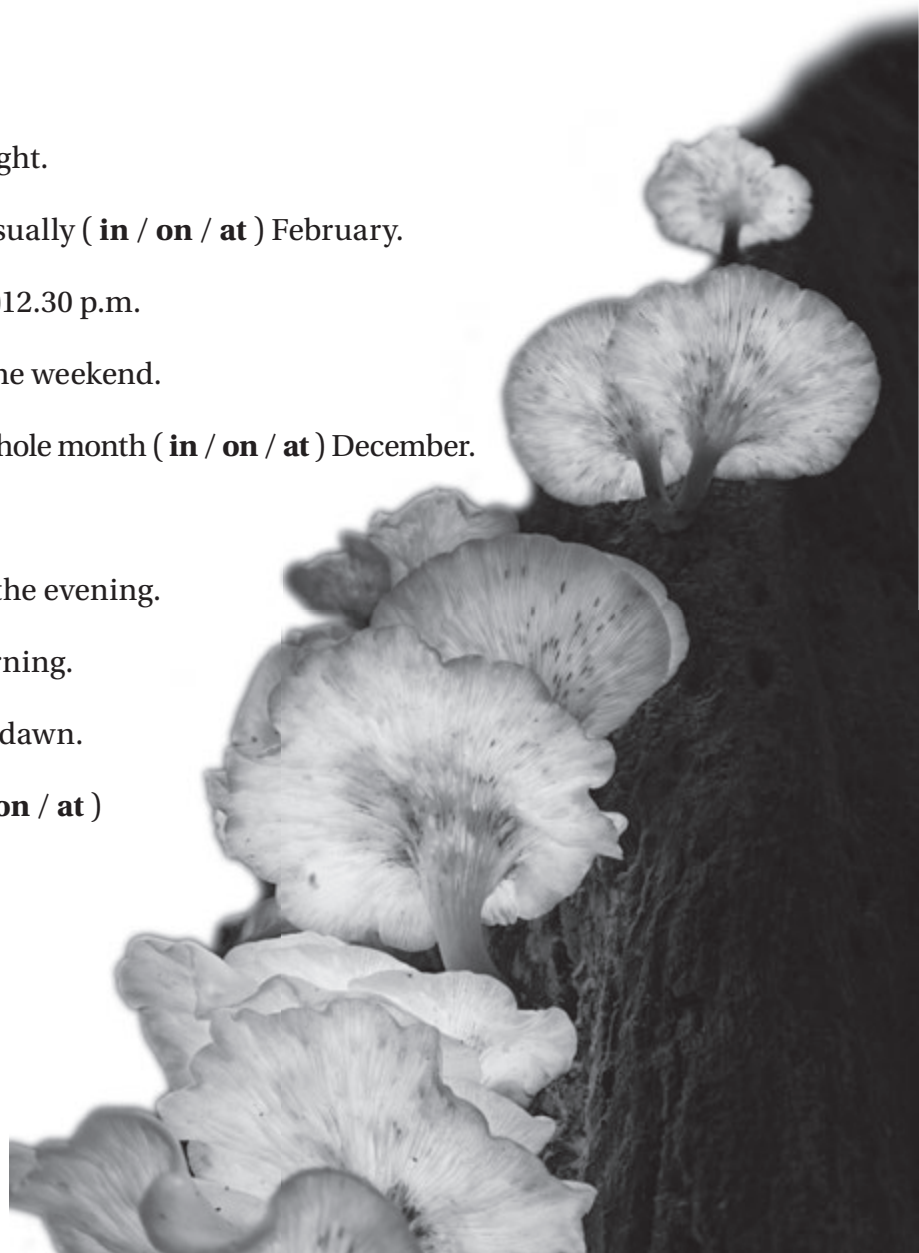 ght.
sually ( in / on / at ) February.
12.30 p.m.
he weekend.
hole month ( in / on / at ) December.
the evening.
rning.
dawn.
on / at )